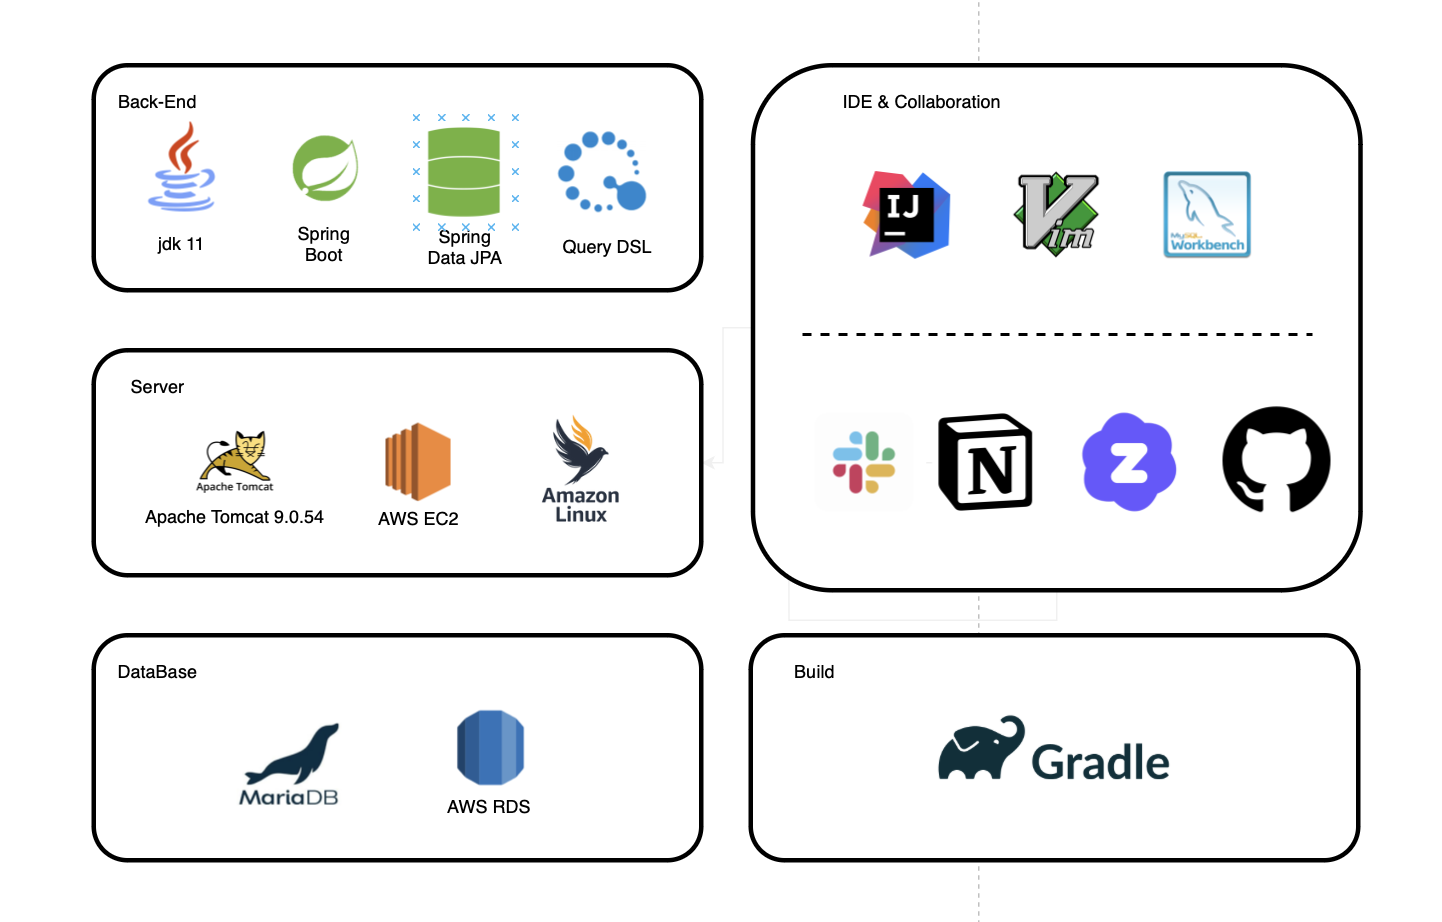 Back-End
jdk 11
Spring
Boot
Spring
Data JPA
Query DSL
IDE & Collaboration
IJ
Vim
MySQL
Workbench
N
Z
Server
Apache Tomcat
Apache Tomcat 9.0.54
AWS EC2
Amazon
Linux
DataBase
MariaDB
AWS RDS
Build
Gradle